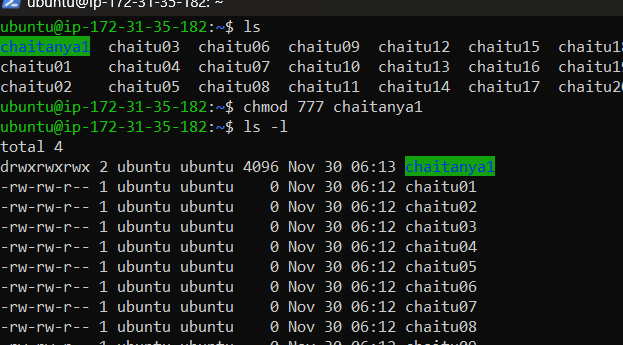 ubuntu@ip-172-31-35-182: ~
ubuntu@ip-172-31-35-182:~$ ls
chaitanya1 chaitu03 chaitu06 chaitu09 chaitu12 chaitu15
chaitu01 chaitu04 chaitu07 chaitu10 chaitu13 chaitu16
chaitu02 chaitu05 chaitu08 chaitu11 chaitu14 chaitu17
ubuntu@ip-172-31-35-182:~$ chmod 777 chaitanya1
ubuntu@ip-172-31-35-182:~$ ls -l
total 4
drwxrwxrwx 2 ubuntu ubuntu 4096 Nov 30 06:13 chaitanya1
-rw-rw-r-- 1 ubuntu ubuntu 0 Nov 30 06:12 chaitu01
-rw-rw-r-- 1 ubuntu ubuntu 0 Nov 30 06:12 chaitu02
-rw-rw-r-- 1 ubuntu ubuntu 0 Nov 30 06:12 chaitu03
-rw-rw-r-- 1 ubuntu ubuntu 0 Nov 30 06:12 chaitu04
-rw-rw-r-- 1 ubuntu ubuntu 0 Nov 30 06:12 chaitu05
-rw-rw-r-- 1 ubuntu ubuntu 0 Nov 30 06:12 chaitu06
-rw-rw-r-- 1 ubuntu ubuntu 0 Nov 30 06:12 chaitu07
-rw-rw-r-- 1 ubuntu ubuntu 0 Nov 30 06:12 chaitu08